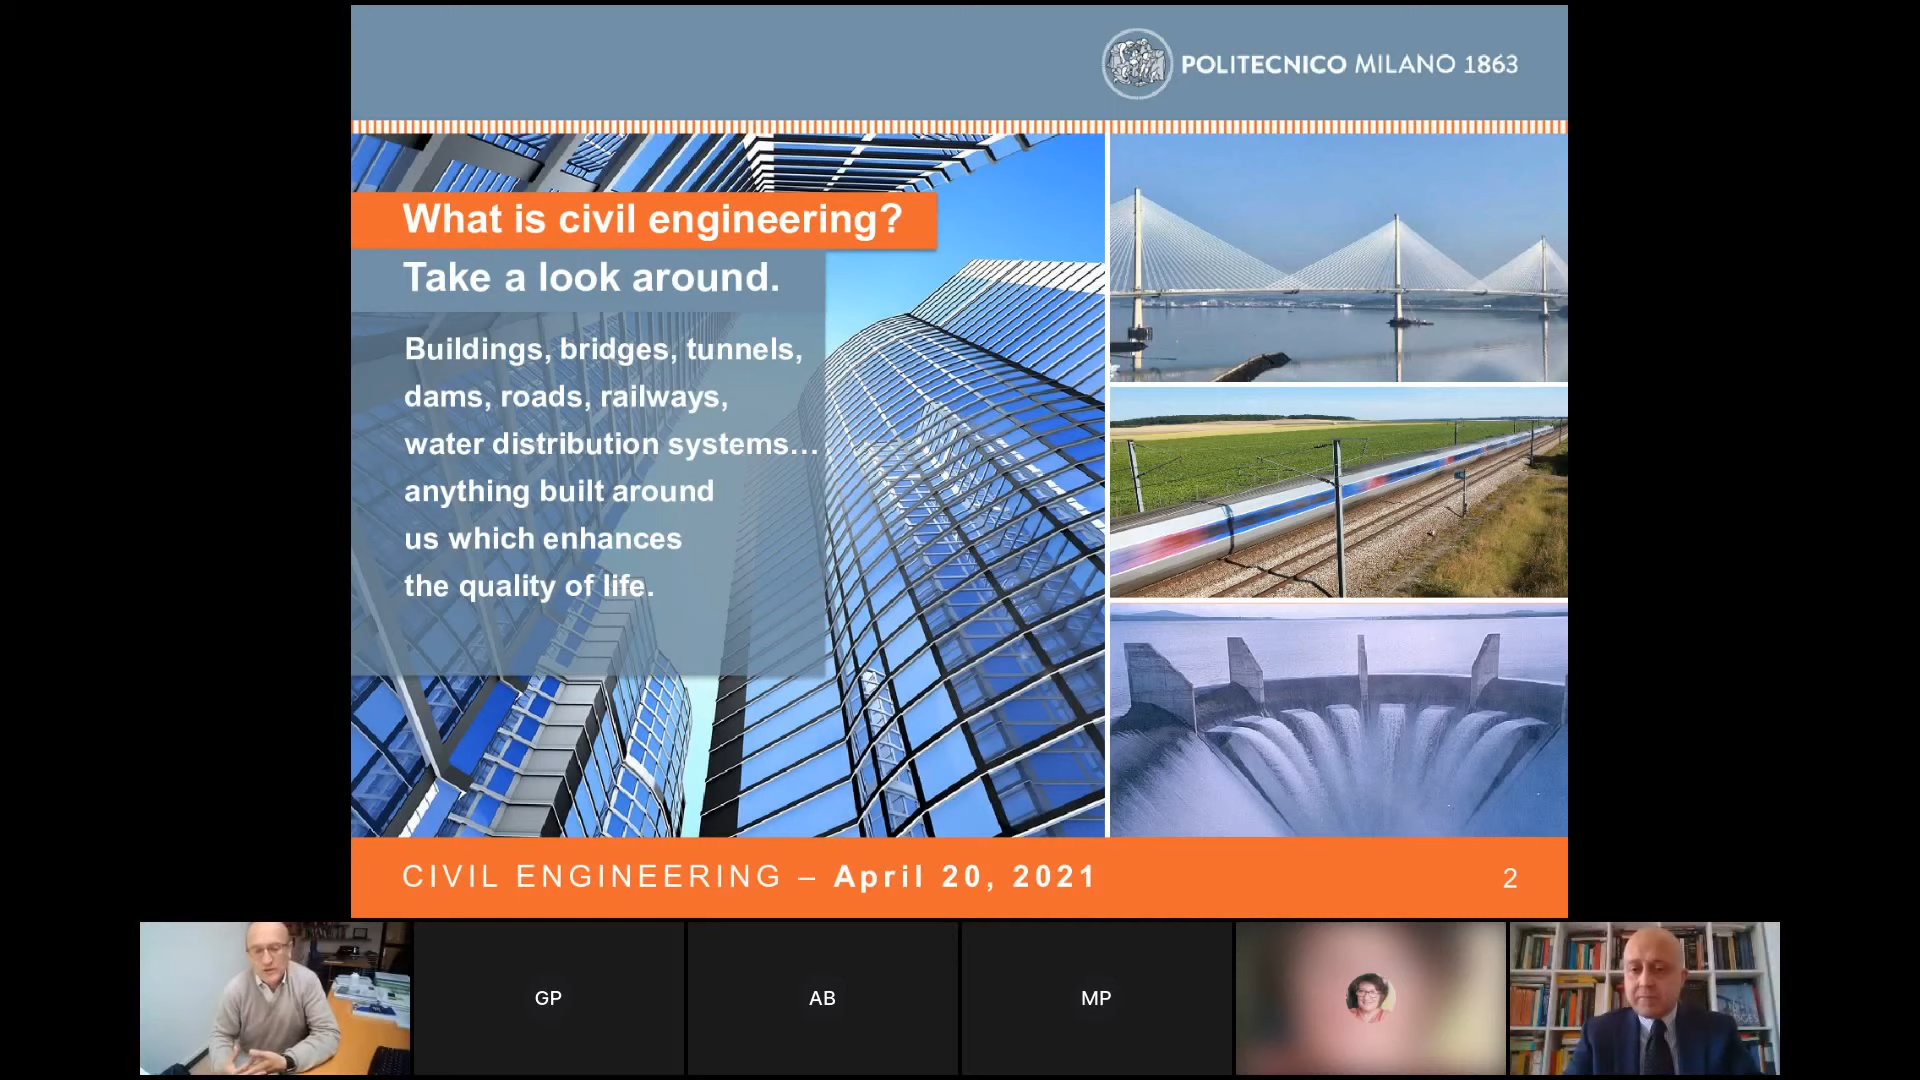 POLITECNICO MILANO 1863
What is civil engineering?
Take a look around.
Buildings, bridges, tunnels,
dams, roads, railways,
water distribution systems…
anything built around
us which enhances
the quality of life.
CIVIL ENGINEERING – April 20, 2021
2
GP
AB
MP